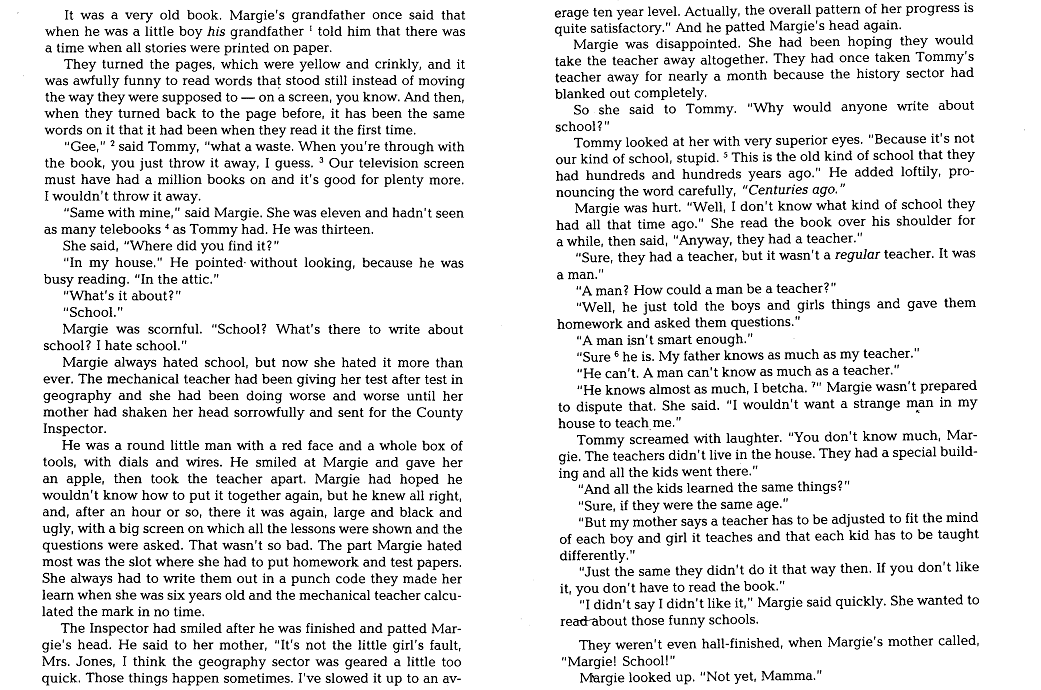 It was a very old book. Margie's grandfather once said that
when he was a little boy his grandfather ¹ told him that there was
a time when all stories were printed on paper.
They turned the pages, which were yellow and crinkly, and it
was awfully funny to read words that stood still instead of moving
the way they were supposed to — on a screen, you know. And then,
when they turned back to the page before, it has been the same
words on it that it had been when they read it the first time.
"Gee," ² said Tommy, "what a waste. When you're through with
the book, you just throw it away, I guess. ³ Our television screen
must have had a million books on and it's good for plenty more.
I wouldn't throw it away.
"Same with mine," said Margie. She was eleven and hadn't seen
as many telebooks ⁴ as Tommy had. He was thirteen.
She said, "Where did you find it?"
"In my house." He pointed without looking, because he was
busy reading. "In the attic."
"What's it about?"
"School."
Margie was scornful. "School? What's there to write about
school? I hate school."
Margie always hated school, but now she hated it more than
ever. The mechanical teacher had been giving her test after test in
geography and she had been doing worse and worse until her
mother had shaken her head sorrowfully and sent for the County
Inspector.
He was a round little man with a red face and a whole box of
tools, with dials and wires. He smiled at Margie and gave her
an apple, then took the teacher apart. Margie had hoped he
wouldn't know how to put it together again, but he knew all right,
and, after an hour or so, there it was again, large and black and
ugly, with a big screen on which all the lessons were shown and the
questions were asked. That wasn't so bad. The part Margie hated
most was the slot where she had to put homework and test papers.
She always had to write them out in a punch code they made her
learn when she was six years old and the mechanical teacher calcu-
lated the mark in no time.
The Inspector had smiled after he was finished and patted Mar-
gie's head. He said to her mother, "It's not the little girl's fault,
Mrs. Jones, I think the geography sector was geared a little too
quick. Those things happen sometimes. I've slowed it up to an av-
erage ten year level. Actually, the overall pattern of her progress is
quite satisfactory." And he patted Margie's head again.
Margie was disappointed. She had been hoping they would
take the teacher away altogether. They had once taken Tommy's
teacher away for nearly a month because the history sector had
blanked out completely.
So she said to Tommy. "Why would anyone write about
school?"
Tommy looked at her with very superior eyes. "Because it's not
our kind of school, stupid. ⁵ This is the old kind of school that they
had hundreds and hundreds years ago." He added loftily, pro-
nouncing the word carefully, "Centuries ago."
Margie was hurt. "Well, I don't know what kind of school they
had all that time ago." She read the book over his shoulder for
a while, then said, "Anyway, they had a teacher."
"Sure, they had a teacher, but it wasn't a regular teacher. It was
a man."
"A man? How could a man be a teacher?"
"Well, he just told the boys and girls things and gave them
homework and asked them questions."
"A man isn't smart enough."
"Sure ⁶ he is. My father knows as much as my teacher."
"He can't. A man can't know as much as a teacher."
"He knows almost as much, I betcha. ⁷" Margie wasn't prepared
to dispute that. She said. "I wouldn't want a strange man in my
house to teach me."
Tommy screamed with laughter. "You don't know much, Mar-
gie. The teachers didn't live in the house. They had a special build-
ing and all the kids went there."
"And all the kids learned the same things?"
"Sure, if they were the same age."
"But my mother says a teacher has to be adjusted to fit the mind
of each boy and girl it teaches and that each kid has to be taught
differently."
"Just the same they didn't do it that way then. If you don't like
it, you don't have to read the book."
"I didn't say I didn't like it," Margie said quickly. She wanted to
read about those funny schools.
They weren't even hall-finished, when Margie's mother called,
"Margie! School!"
Margie looked up. "Not yet, Mamma."